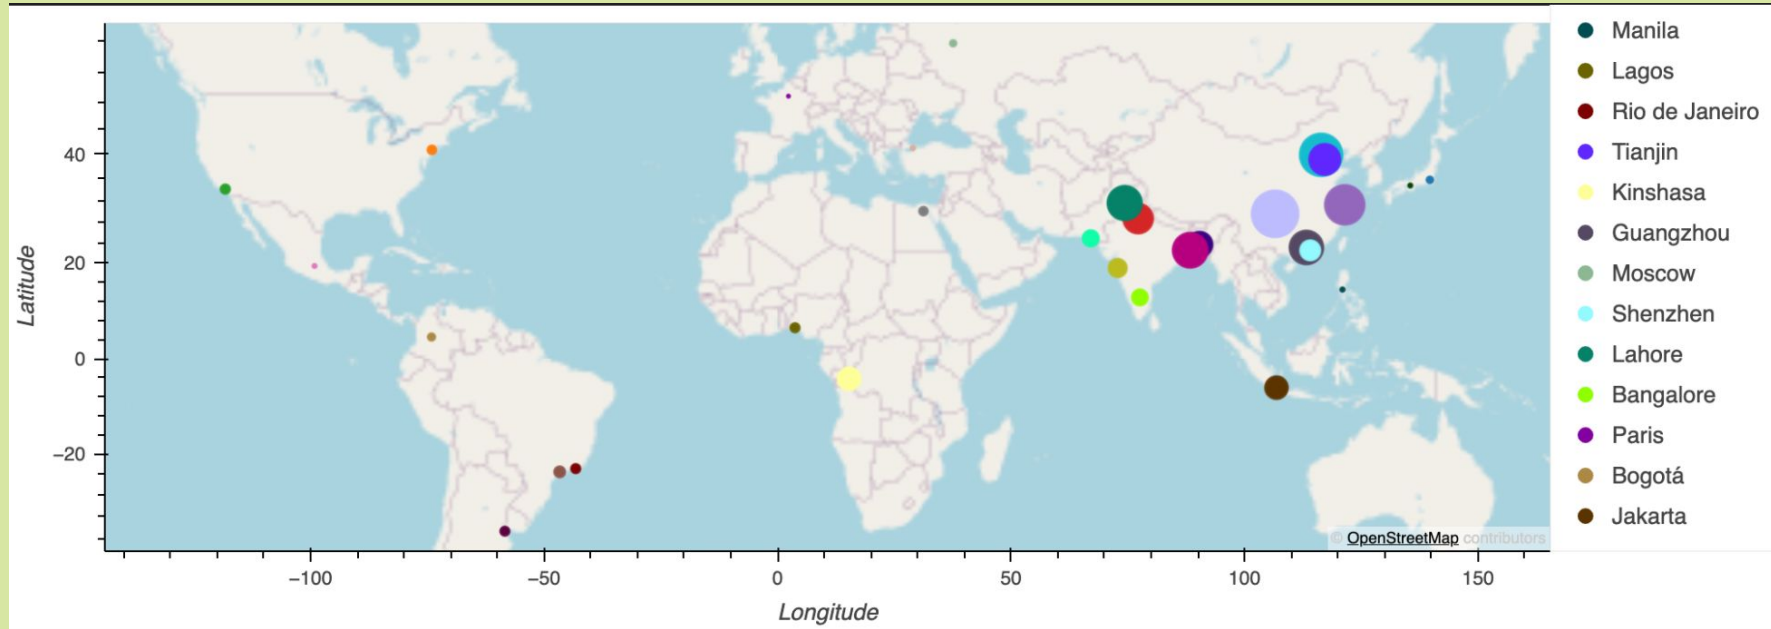 Manila
Lagos
Rio de Janeiro
Tianjin
Kinshasa
Guangzhou
Moscow
Shenzhen
Lahore
Bangalore
Paris
Bogotá
Jakarta
40
20
0
−20
Latitude
© OpenStreetMap contributors
−100 −50 0 50 100 150
Longitude